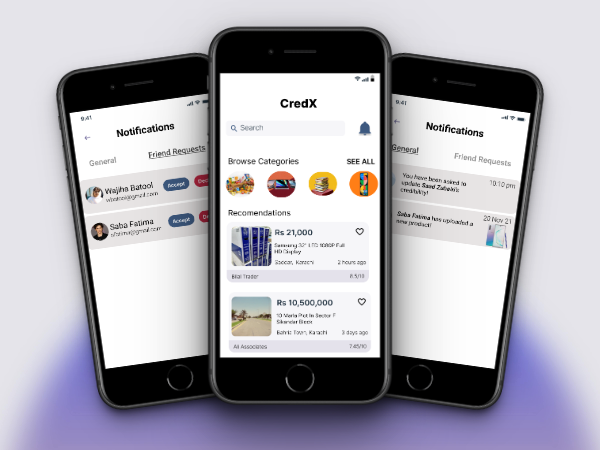 9:41
←
Notifications
General
Friend Requests
Wajiha Batool
wbatool@gmail.com
Accept
Saba Fatima
sfatima@gmail.com
Accept
CredX
Search
Browse Categories
SEE ALL
Recomendations
Rs 21,000
Samsung 32" LED 1080P Full
HD Display
Saddar, Karachi
2 hours ago
Bilal Trader
8.5/10
Rs 10,500,000
10 Marla Plot In Sector F
Sikandar Block
Bahria Town, Karachi
3 days ago
Ali Associates
7.45/10
9:41
←
Notifications
General
Friend Requests
You have been asked to
update Saad Zubairi's
credibility!
10:10 pm
Saba Fatima has uploaded a
new product!
20 Nov 21